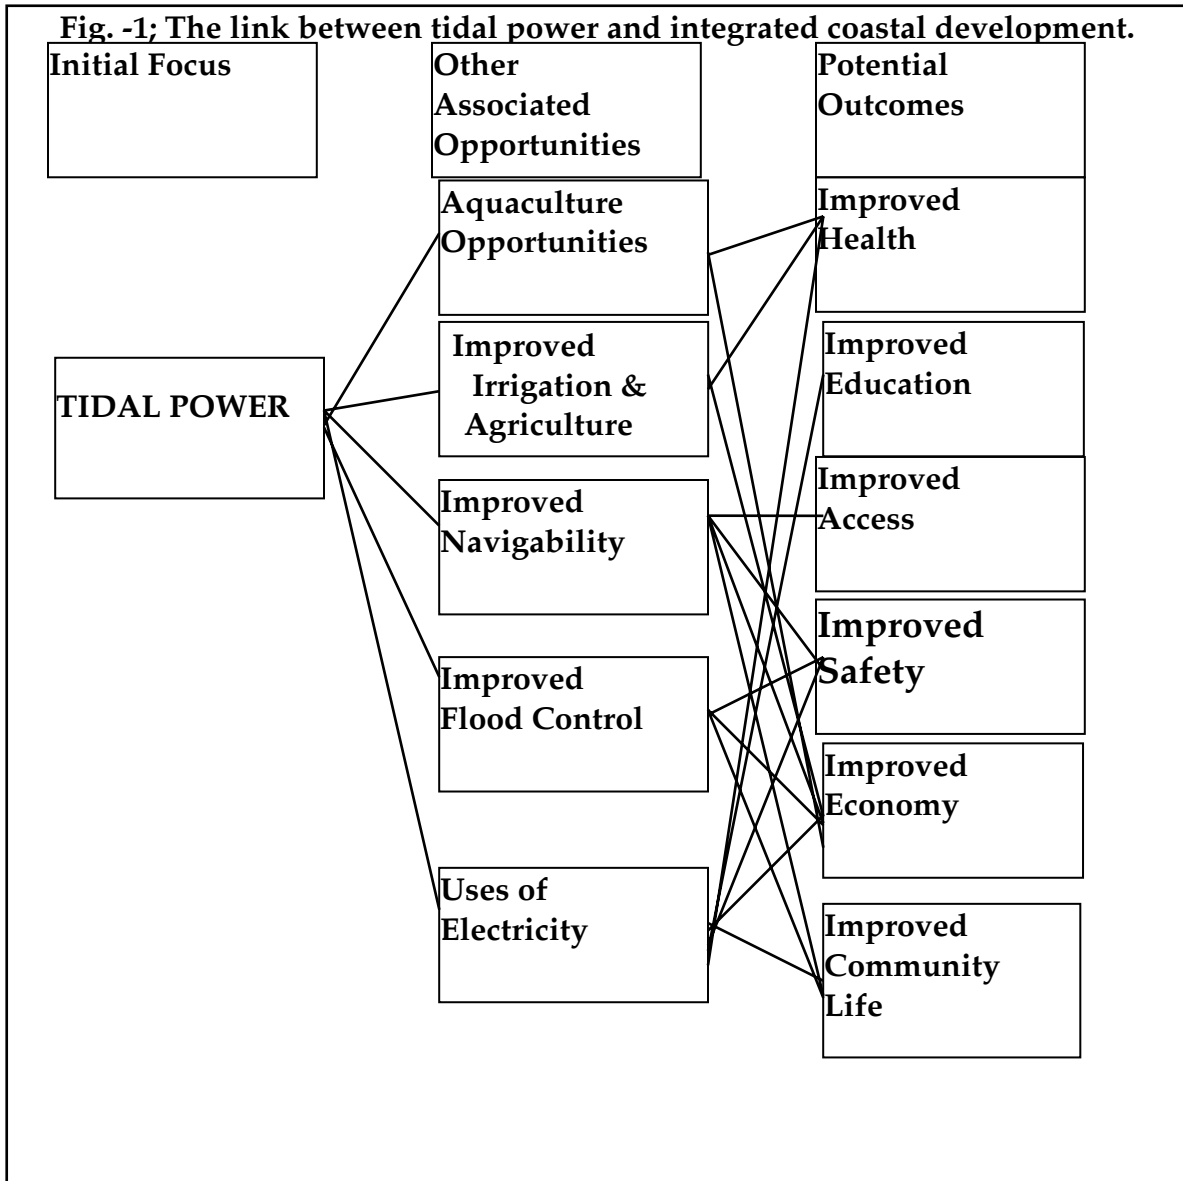 Fig. -1; The link between tidal power and integrated coastal development.
Initial Focus
Other
Associated
Opportunities
Potential
Outcomes
TIDAL POWER
Aquaculture
Opportunities
Improved
Irrigation &
Agriculture
Improved
Navigability
Improved
Flood Control
Uses of
Electricity
Improved
Health
Improved
Education
Improved
Access
Improved
Safety
Improved
Economy
Improved
Community
Life